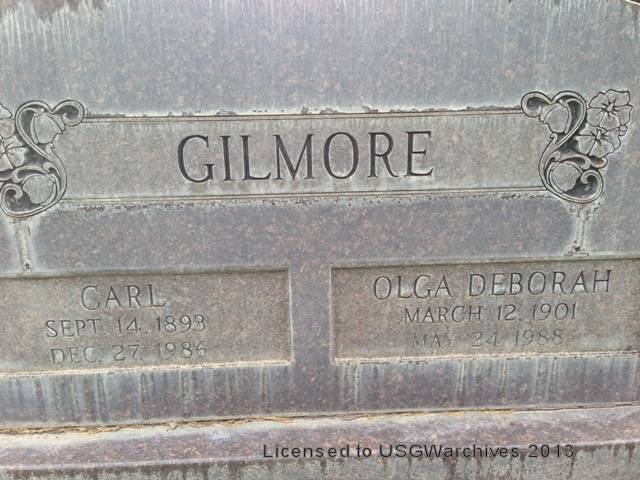 GILMORE
CARL
SEPT. 14, 1893
DEC. 27, 1986
OLGA DEBORAH
MARCH 12, 1901
MAY 24, 1988
Licensed to USGWarchives 2013